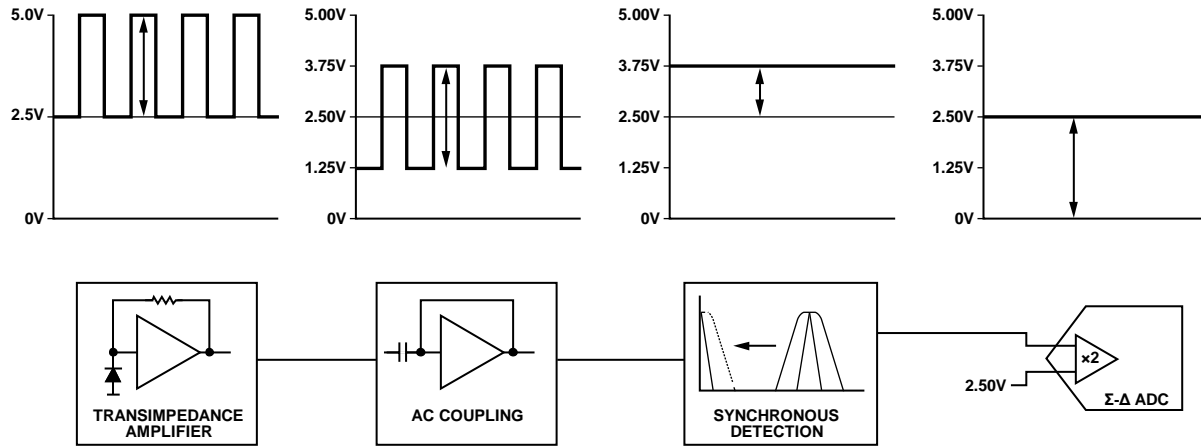 5.0V
2.5V
0V
5.00V
3.75V
2.50V
1.25V
0V
5.00V
3.75V
2.50V
1.25V
0V
5.00V
3.75V
2.50V
1.25V
0V
TRANSIMPEDANCE
AMPLIFIER
AC COUPLING
SYNCHRONOUS
DETECTION
2.50V
×2
Σ-Δ ADC